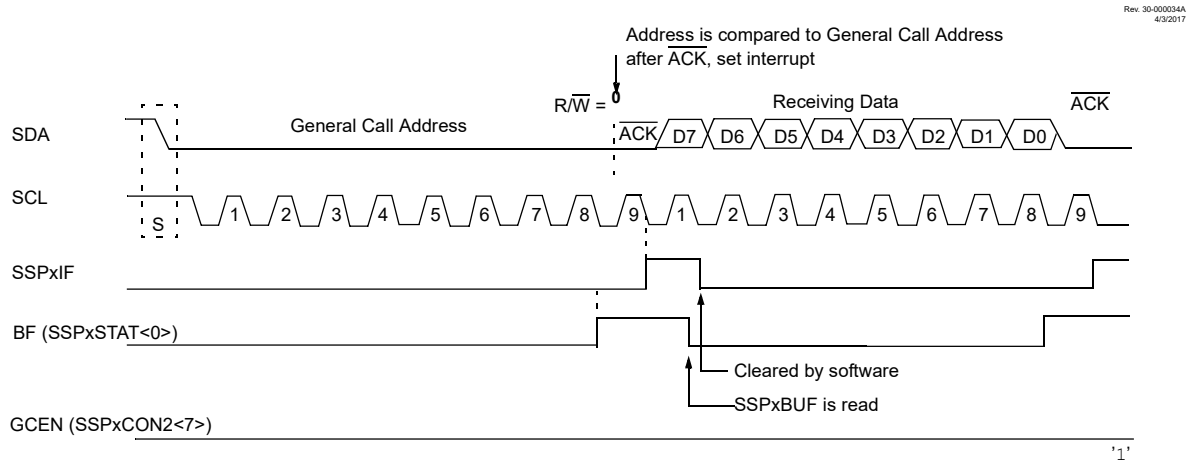 Rev. 30-000034A
4/3/2017
Address is compared to General Call Address
after ACK, set interrupt
R/W = 0
Receiving Data
ACK
SDA
General Call Address
ACK D7 D6 D5 D4 D3 D2 D1 D0
SCL
S 1 2 3 4 5 6 7 8 9 1 2 3 4 5 6 7 8 9
SSPxIF
BF (SSPxSTAT<0>)
Cleared by software
SSPxBUF is read
GCEN (SSPxCON2<7>)
'1'